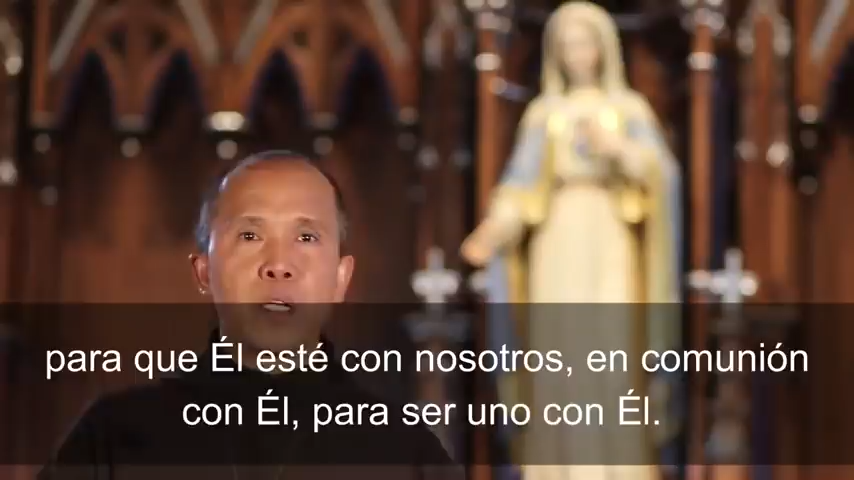 para que Él esté con nosotros, en comunión
con Él, para ser uno con Él.